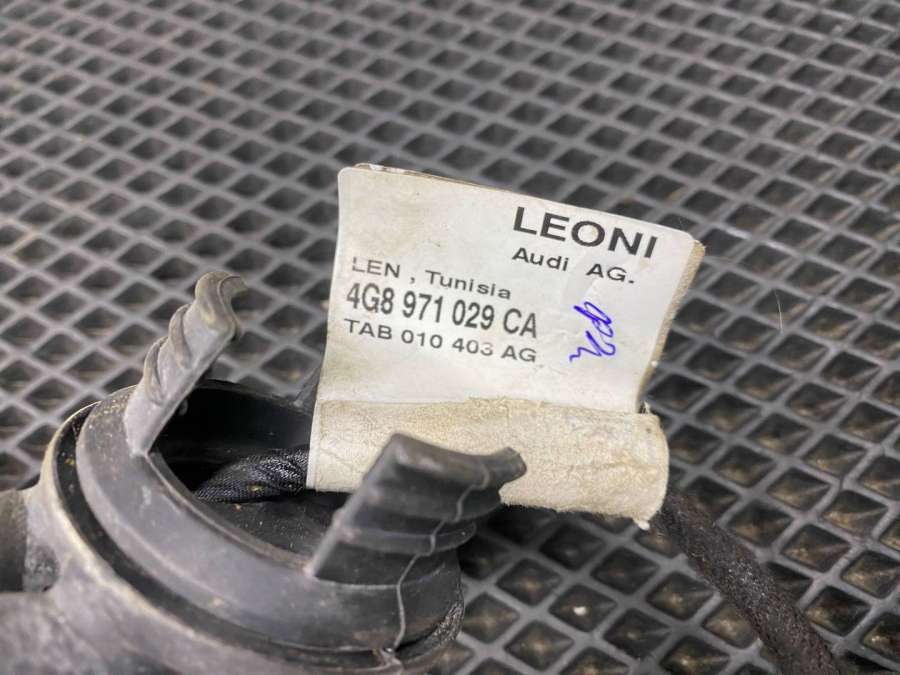 LEONI
Audi AG.
LEN , Tunisia
4G8 971 029 CA
TAB 010 403 AG